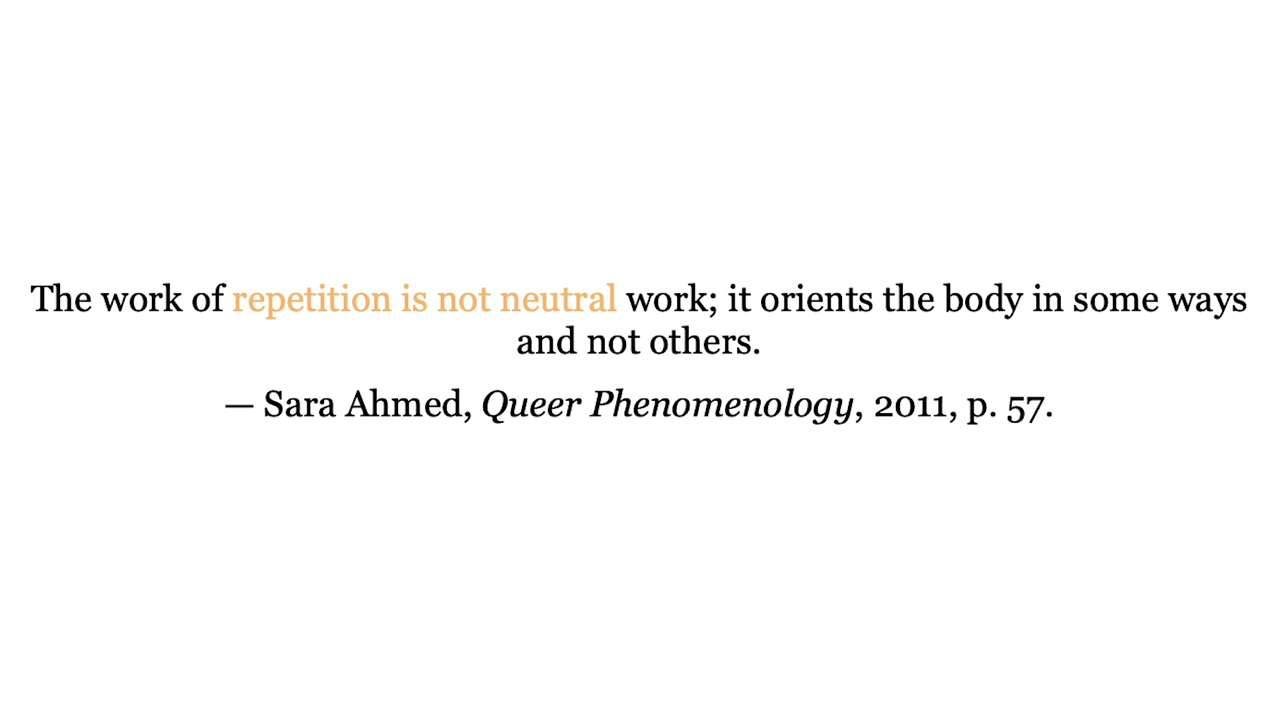 The work of repetition is not neutral work; it orients the body in some ways
and not others.
— Sara Ahmed, Queer Phenomenology, 2011, p. 57.